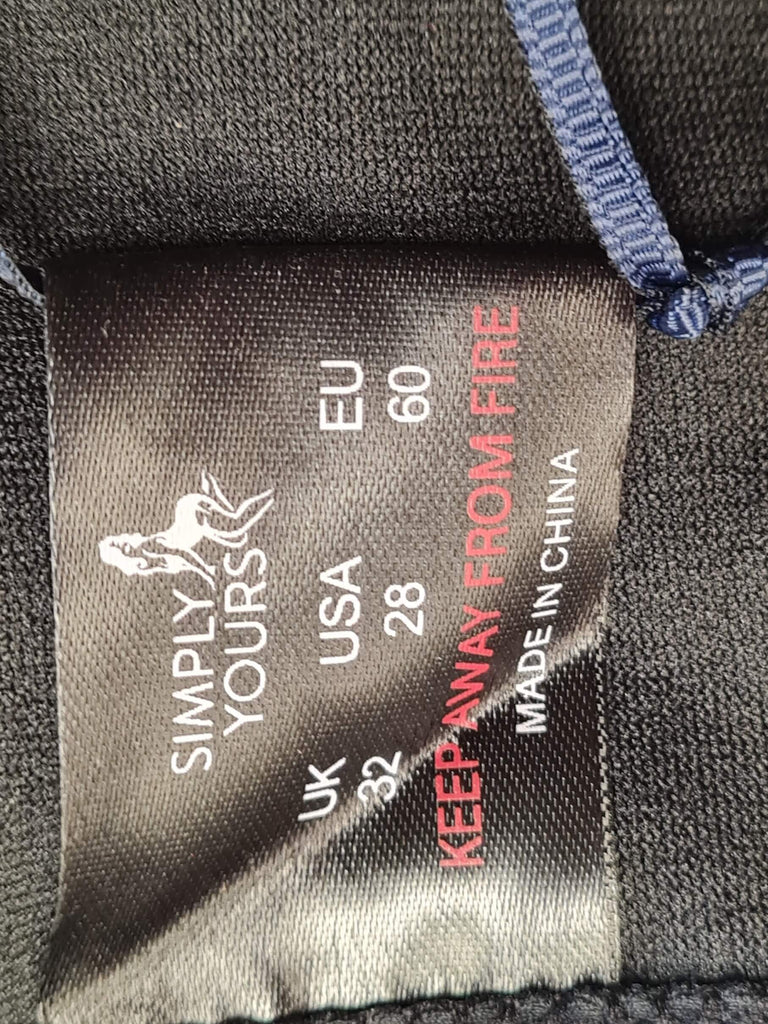 SIMPLY
YOURS
UK USA EU
32 28 60
KEEP AWAY FROM FIRE
MADE IN CHINA